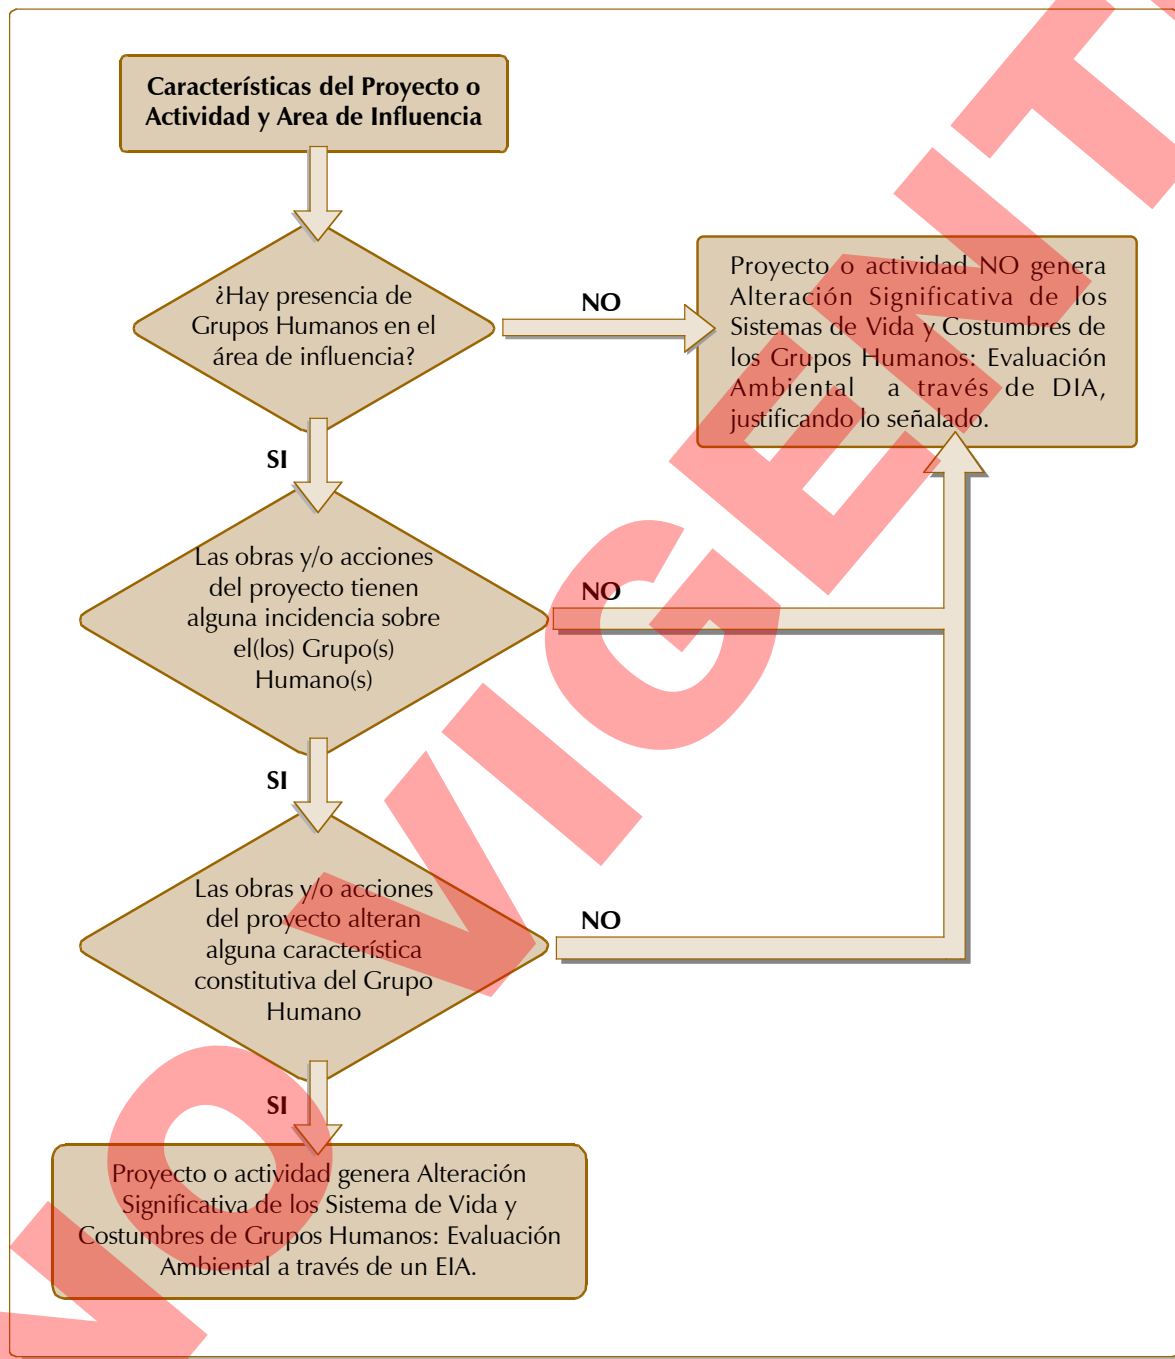 Características del Proyecto o
Actividad y Area de Influencia
¿Hay presencia de
Grupos Humanos en el
área de influencia?
NO
Proyecto o actividad NO genera
Alteración Significativa de los
Sistemas de Vida y Costumbres de
los Grupos Humanos: Evaluación
Ambiental a través de DIA,
justificando lo señalado.
SI
Las obras y/o acciones
del proyecto tienen
alguna incidencia sobre
el(los) Grupo(s)
Humano(s)
NO
SI
Las obras y/o acciones
del proyecto alteran
alguna característica
constitutiva del Grupo
Humano
NO
SI
Proyecto o actividad genera Alteración
Significativa de los Sistema de Vida y
Costumbres de Grupos Humanos: Evaluación
Ambiental a través de un EIA.
NO VIGENT